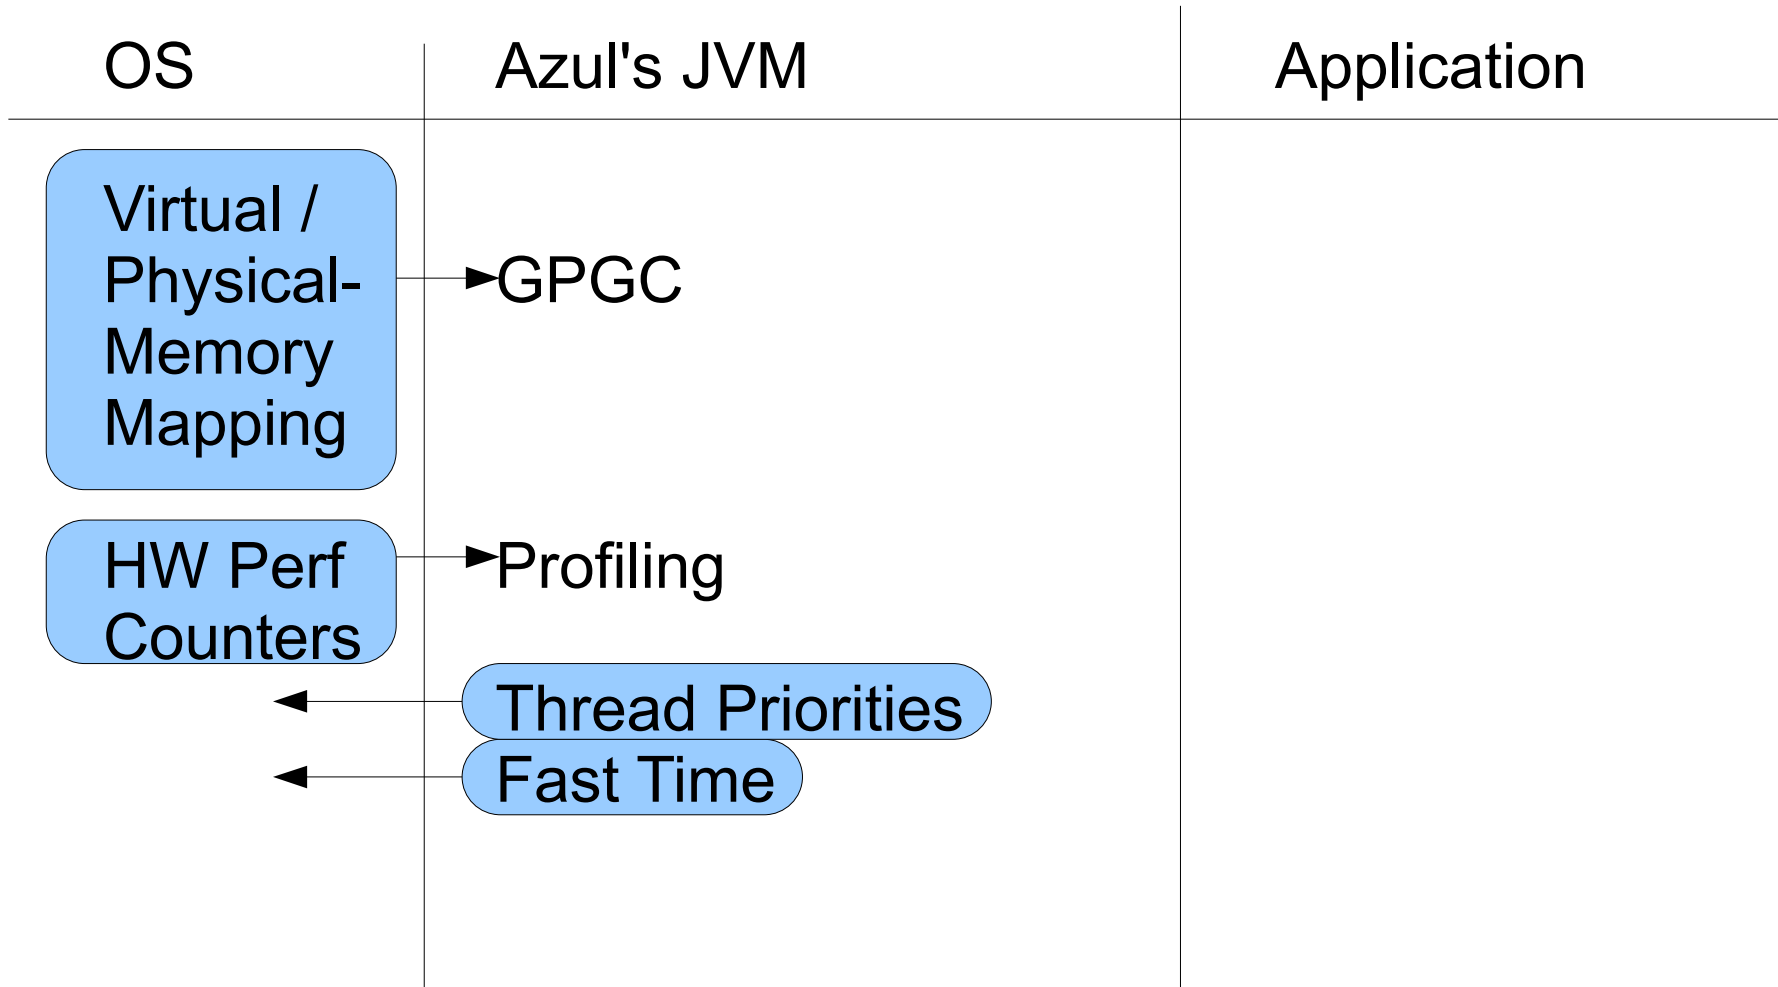 OS
Azul's JVM
Application
Virtual /
Physical-
Memory
Mapping
GPGC
HW Perf
Counters
Profiling
Thread Priorities
Fast Time